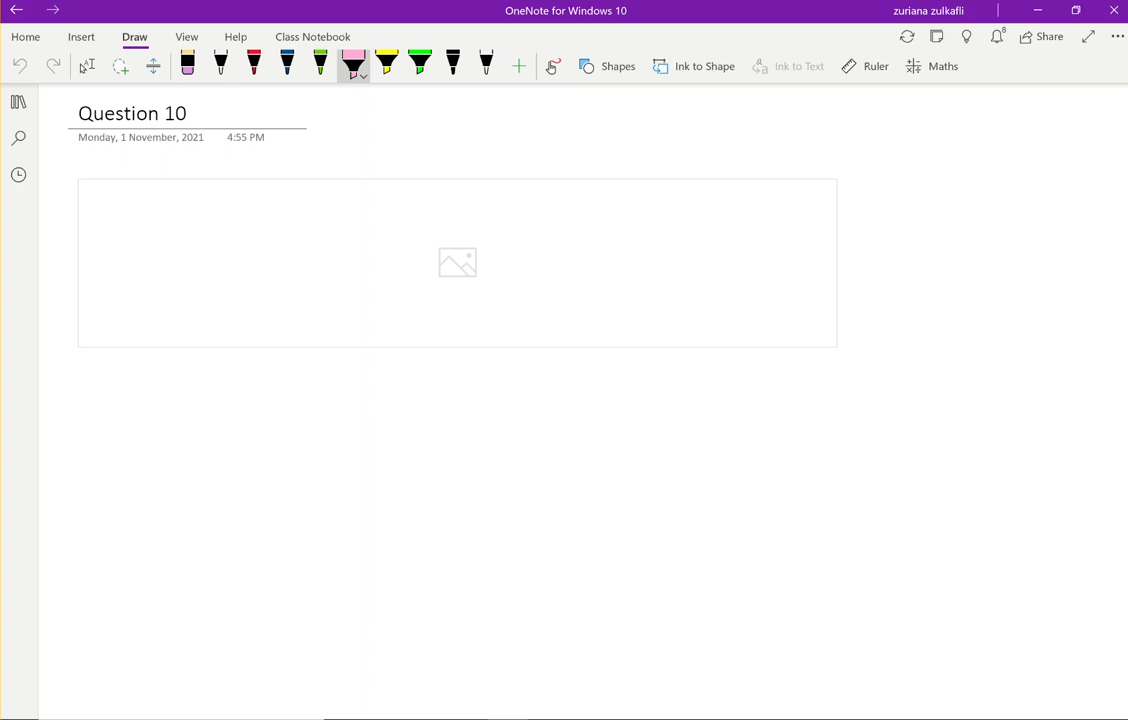 OneNote for Windows 10
zuriana zulkafli
Home Insert Draw View Help Class Notebook
8 Share
Shapes Ink to Shape Ink to Text Ruler Maths
Question 10
Monday, 1 November, 2021 4:55 PM